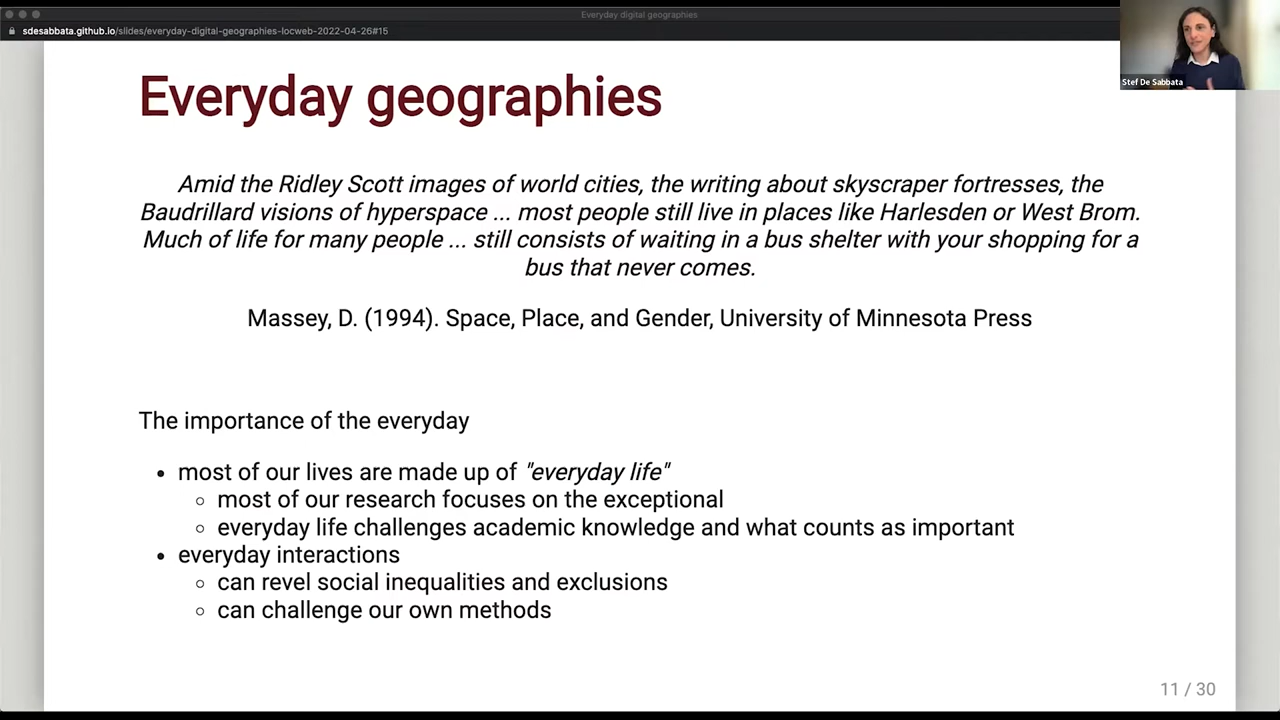 Everyday digital geographies
sdesabbata.github.io/slides/everyday-digital-geographies-locweb-2022-04-26#15
Stef De Sabbata
Everyday geographies
Amid the Ridley Scott images of world cities, the writing about skyscraper fortresses, the
Baudrillard visions of hyperspace ... most people still live in places like Harlesden or West Brom.
Much of life for many people ... still consists of waiting in a bus shelter with your shopping for a
bus that never comes.
Massey, D. (1994). Space, Place, and Gender, University of Minnesota Press
The importance of the everyday
• most of our lives are made up of "everyday life"
○ most of our research focuses on the exceptional
○ everyday life challenges academic knowledge and what counts as important
• everyday interactions
○ can revel social inequalities and exclusions
○ can challenge our own methods
11 / 30